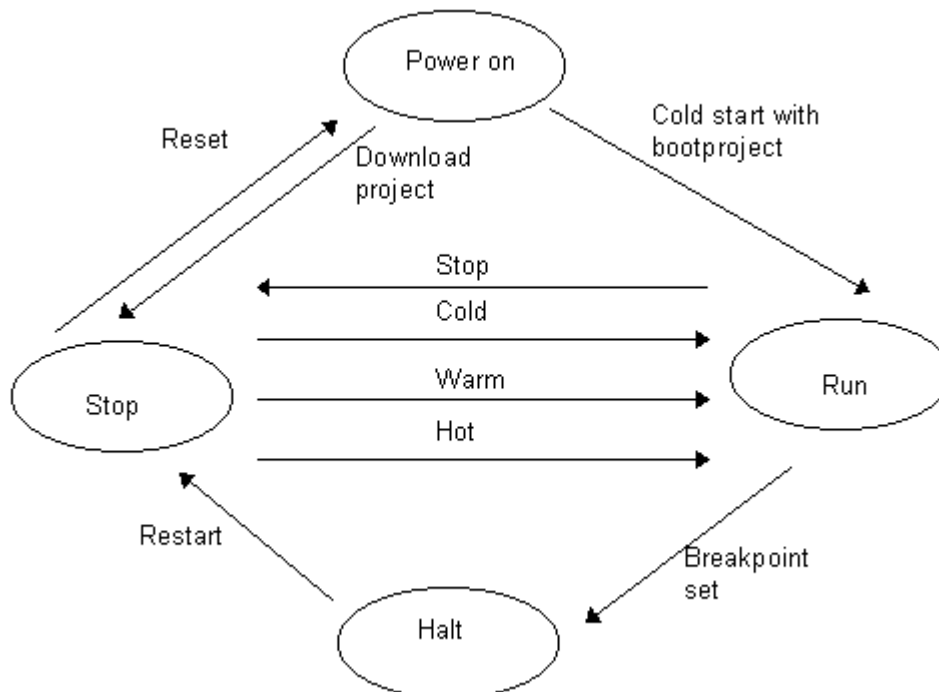 Power on
Reset
Cold start with
bootproject
Download
project
Stop
Cold
Warm
Hot
Stop
Run
Restart
Breakpoint
set
Halt